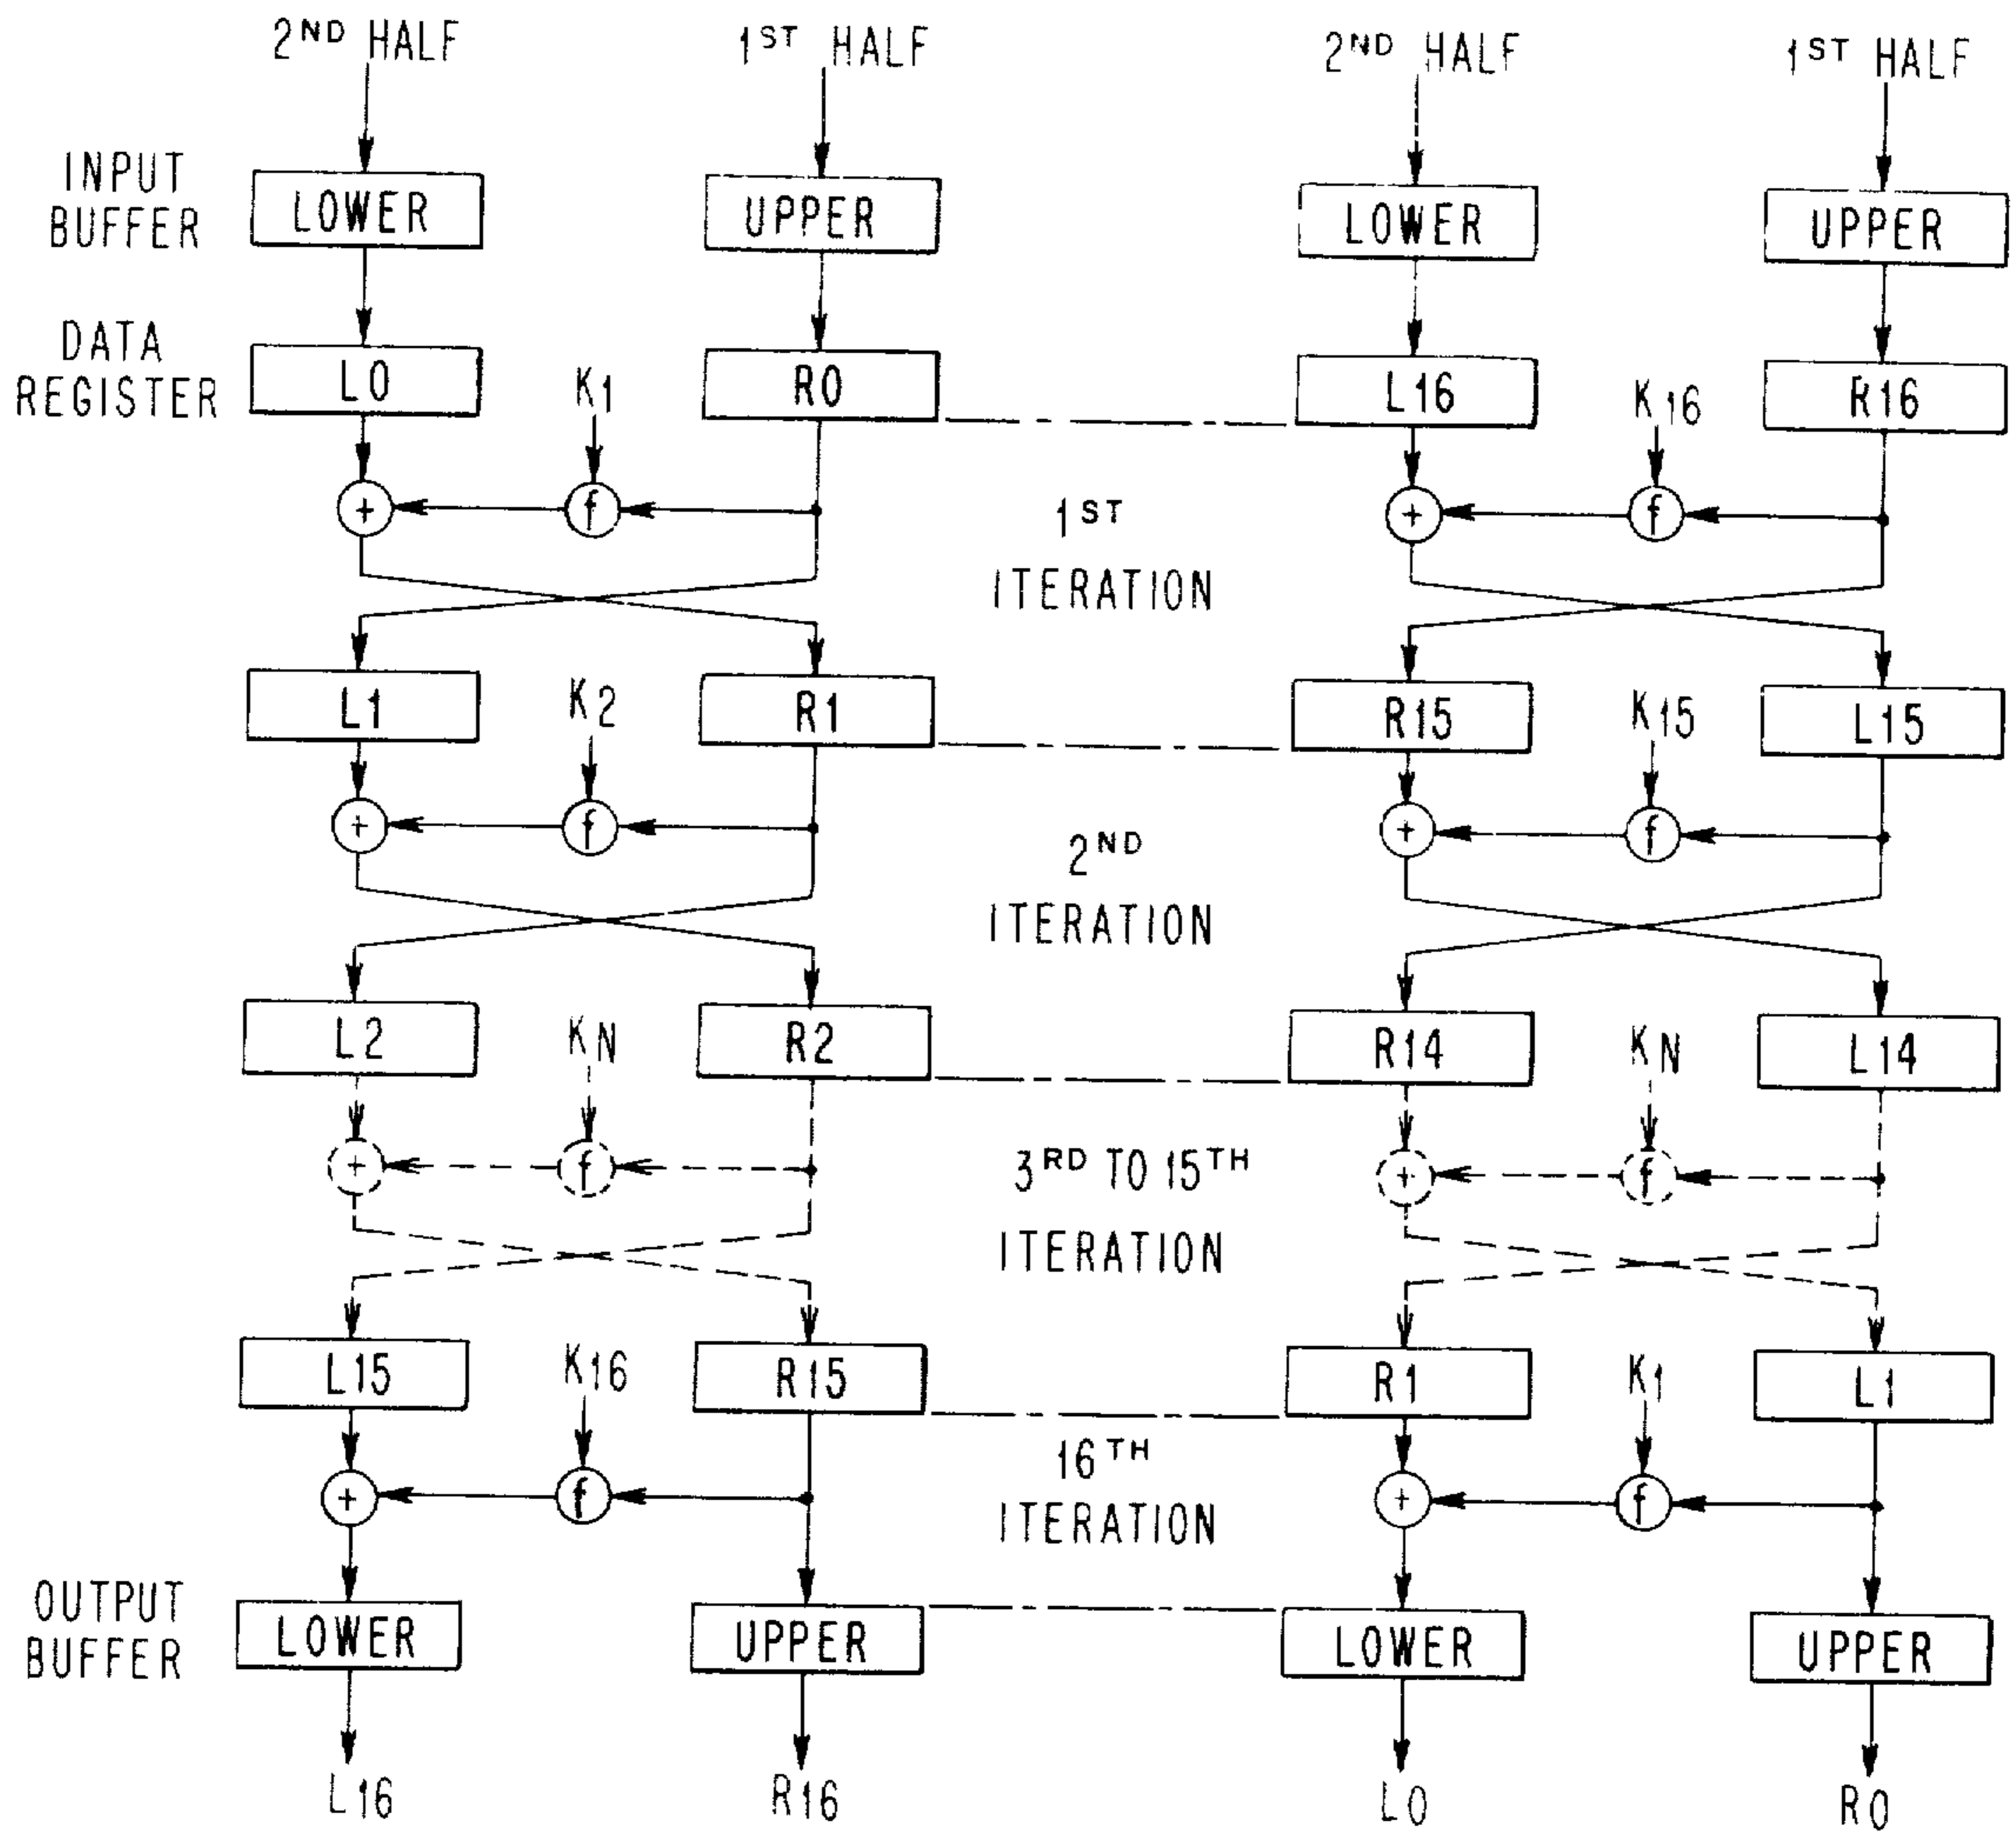 2ND HALF 1ST HALF 2ND HALF 1ST HALF
INPUT BUFFER LOWER UPPER LOWER UPPER
DATA REGISTER L0 K1 R0 L16 K16 R16
+ f + f
1ST ITERATION
L1 K2 R1 R15 K15 L15
+ f + f
2ND ITERATION
L2 KN R2 R14 KN L14
+ f + f
3RD TO 15TH ITERATION
L15 K16 R15 R1 K1 L1
16TH ITERATION
+ f + f
OUTPUT BUFFER LOWER UPPER LOWER UPPER
L16 R16 L0 R0